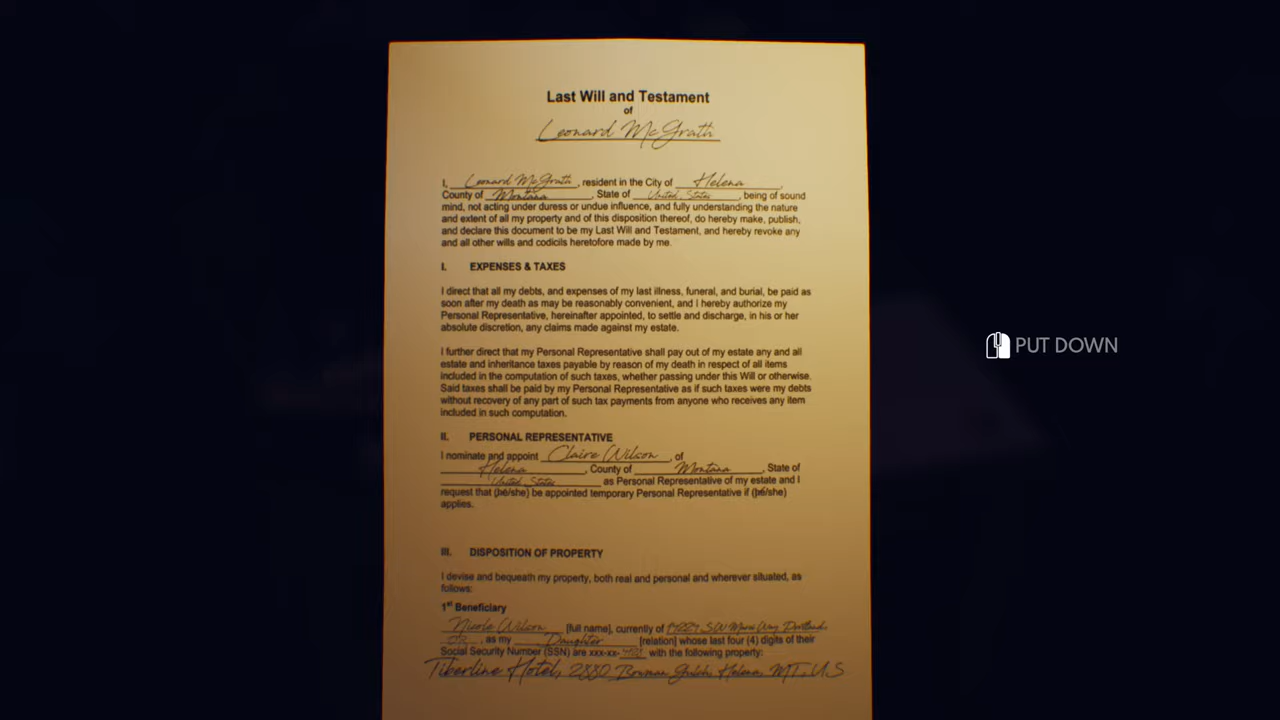 Last Will and Testament
of
Leonard McGrath
I, Leonard McGrath, resident in the City of Helena,
County of Montana, State of United States, being of sound
mind, not acting under duress or undue influence, and fully understanding the nature
and extent of all my property and of this disposition thereof, do hereby make, publish,
and declare this document to be my Last Will and Testament, and hereby revoke any
and all other wills and codicils heretofore made by me.
I. EXPENSES & TAXES
I direct that all my debts, and expenses of my last illness, funeral, and burial, be paid as
soon after my death as may be reasonably convenient, and I hereby authorize my
Personal Representative, hereinafter appointed, to settle and discharge, in his or her
absolute discretion, any claims made against my estate.
PUT DOWN
I further direct that my Personal Representative shall pay out of my estate any and all
estate and inheritance taxes payable by reason of my death in respect of all items
included in the computation of such taxes, whether passing under this Will or otherwise.
Said taxes shall be paid by my Personal Representative as if such taxes were my debts
without recovery of any part of such tax payments from anyone who receives any item
included in such computation.
II. PERSONAL REPRESENTATIVE
I nominate and appoint Claire Wilson, of
Helena, County of Montana, State of
United States as Personal Representative of my estate and I
request that (he/she) be appointed temporary Personal Representative if (he/she)
applies.
III. DISPOSITION OF PROPERTY
I devise and bequeath my property, both real and personal and wherever situated, as
follows:
1st Beneficiary
Nicole Wilson [full name], currently of SW Way, Portland,
, as my Daughter [relation] whose last four (4) digits of their
Social Security Number (SSN) are xxx-xx- with the following property:
Tiberline Hotel, 2880 Bowman Gulch, Helena, MT, U.S